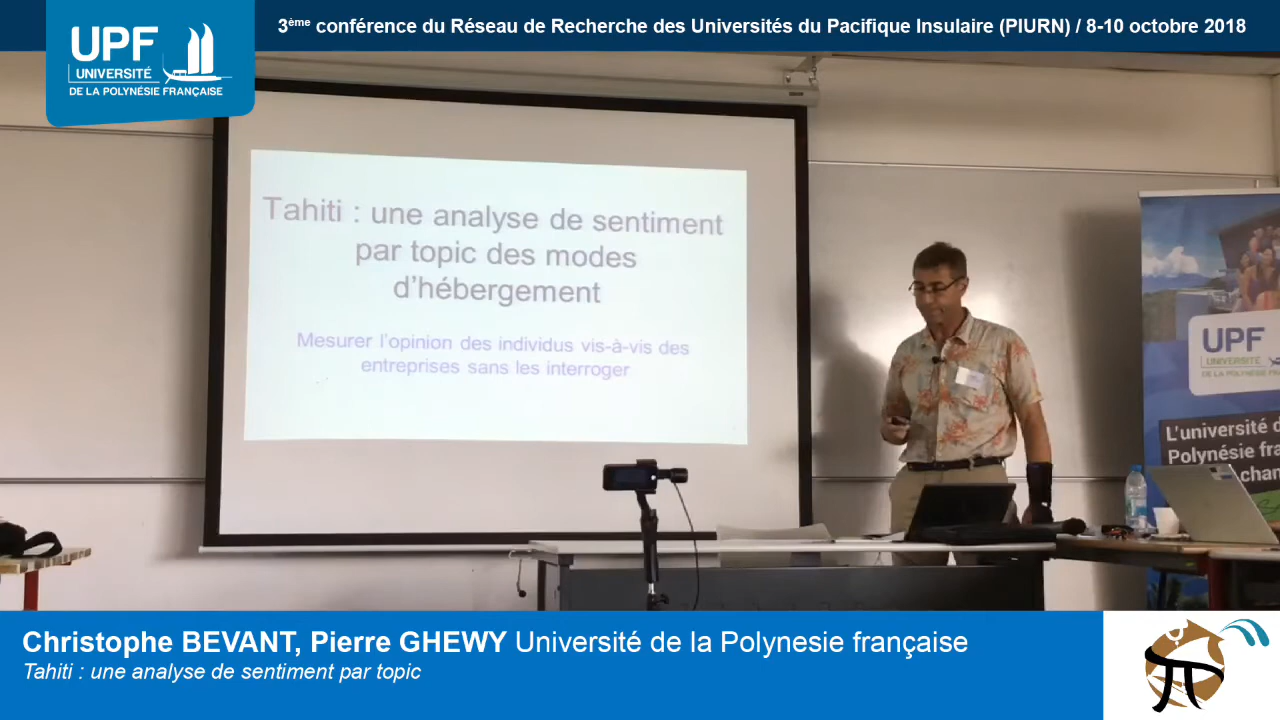 3ème conférence du Réseau de Recherche des Universités du Pacifique Insulaire (PIURN) / 8-10 octobre 2018
UPF
UNIVERSITÉ
DE LA POLYNÉSIE FRANÇAISE
Tahiti : une analyse de sentiment
par topic des modes
d'hébergement
Mesurer l'opinion des individus vis-à-vis des
entreprises sans les interroger
UPF
UNIVERSITÉ
DE LA POLYNÉSIE
L'université
Polynésie
Christophe BEVANT, Pierre GHEWY Université de la Polynesie française
Tahiti : une analyse de sentiment par topic